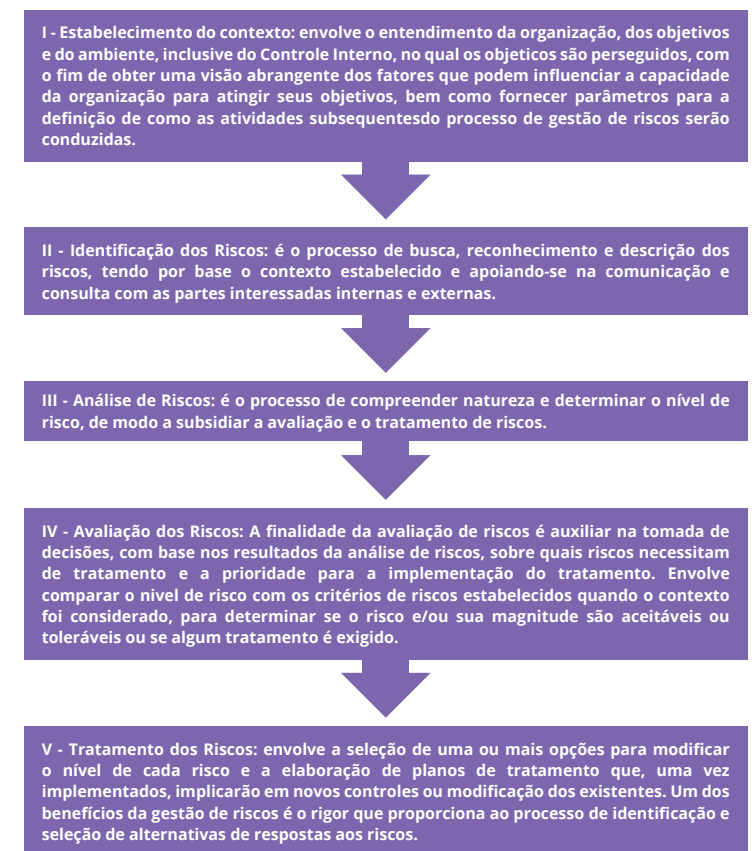 I - Estabelecimento do contexto: envolve o entendimento da organização, dos objetivos
e do ambiente, inclusive do Controle Interno, no qual os objeticos são perseguidos, com
o fim de obter uma visão abrangente dos fatores que podem influenciar a capacidade
da organização para atingir seus objetivos, bem como fornecer parâmetros para a
definição de como as atividades subsequentesdo processo de gestão de riscos serão
conduzidas.
II - Identificação dos Riscos: é o processo de busca, reconhecimento e descrição dos
riscos, tendo por base o contexto estabelecido e apoiando-se na comunicação e
consulta com as partes interessadas internas e externas.
III - Análise de Riscos: é o processo de compreender natureza e determinar o nível de
risco, de modo a subsidiar a avaliação e o tratamento de riscos.
IV - Avaliação dos Riscos: A finalidade da avaliação de riscos é auxiliar na tomada de
decisões, com base nos resultados da análise de riscos, sobre quais riscos necessitam
de tratamento e a prioridade para a implementação do tratamento. Envolve
comparar o nivel de risco com os critérios de riscos estabelecidos quando o contexto
foi considerado, para determinar se o risco e/ou sua magnitude são aceitáveis ou
toleráveis ou se algum tratamento é exigido.
V - Tratamento dos Riscos: envolve a seleção de uma ou mais opções para modificar
o nível de cada risco e a elaboração de planos de tratamento que, uma vez
implementados, implicarão em novos controles ou modificação dos existentes. Um dos
benefícios da gestão de riscos é o rigor que proporciona ao processo de identificação e
seleção de alternativas de respostas aos riscos.